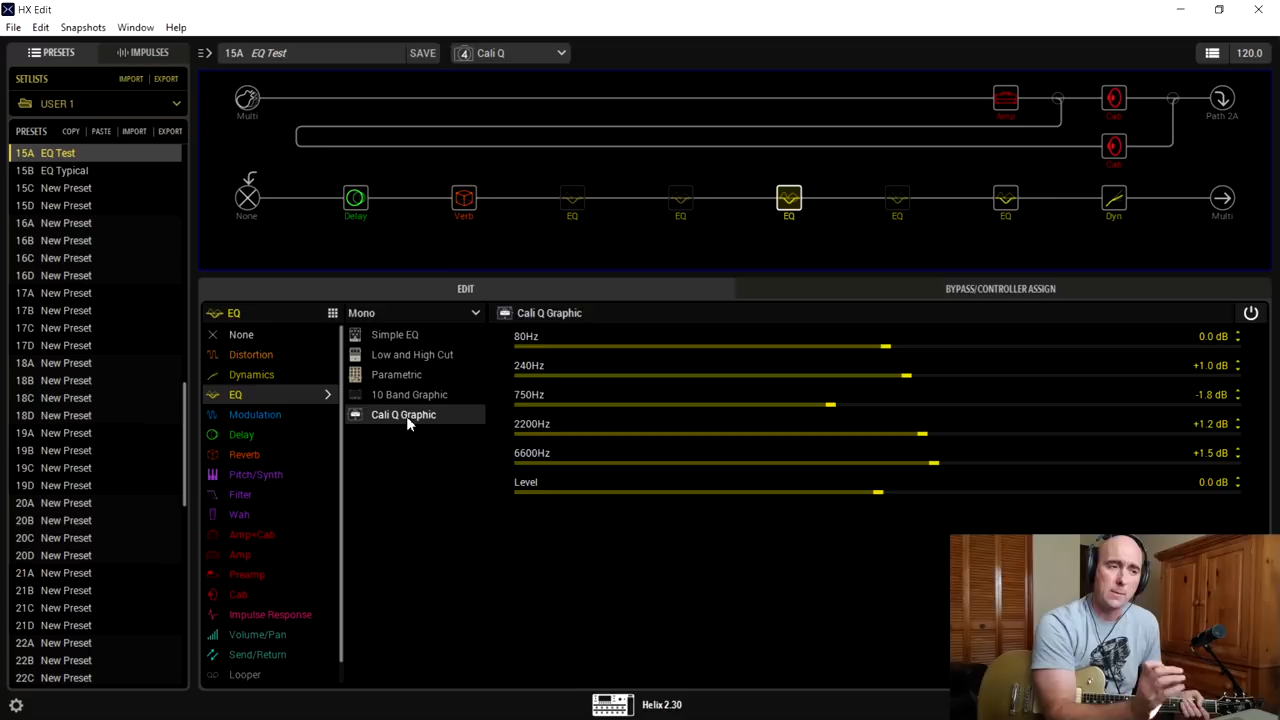 HX Edit
File Edit Snapshots Window Help
PRESETS IMPULSES
15A EQ Test SAVE 4 Cali Q 120.0
SETLISTS IMPORT EXPORT
USER 1
PRESETS COPY PASTE IMPORT EXPORT
15A EQ Test
15B EQ Typical
15C New Preset
15D New Preset
16A New Preset
16B New Preset
16C New Preset
16D New Preset
17A New Preset
17B New Preset
17C New Preset
17D New Preset
18A New Preset
18B New Preset
18C New Preset
18D New Preset
19A New Preset
19B New Preset
19C New Preset
19D New Preset
20A New Preset
20B New Preset
20C New Preset
20D New Preset
21A New Preset
21B New Preset
21C New Preset
21D New Preset
22A New Preset
22B New Preset
22C New Preset
Multi Amp Cab Path 2A
Cab
None Delay Verb EQ EQ EQ EQ EQ Dyn Multi
EDIT BYPASS/CONTROLLER ASSIGN
EQ
None
Distortion
Dynamics
EQ
Modulation
Delay
Reverb
Pitch/Synth
Filter
Wah
Amp+Cab
Amp
Preamp
Cab
Impulse Response
Volume/Pan
Send/Return
Looper
Mono
Simple EQ
Low and High Cut
Parametric
10 Band Graphic
Cali Q Graphic
Cali Q Graphic
80Hz 0.0 dB
240Hz +1.0 dB
750Hz -1.8 dB
2200Hz +1.2 dB
6600Hz +1.5 dB
Level 0.0 dB
Helix 2.30